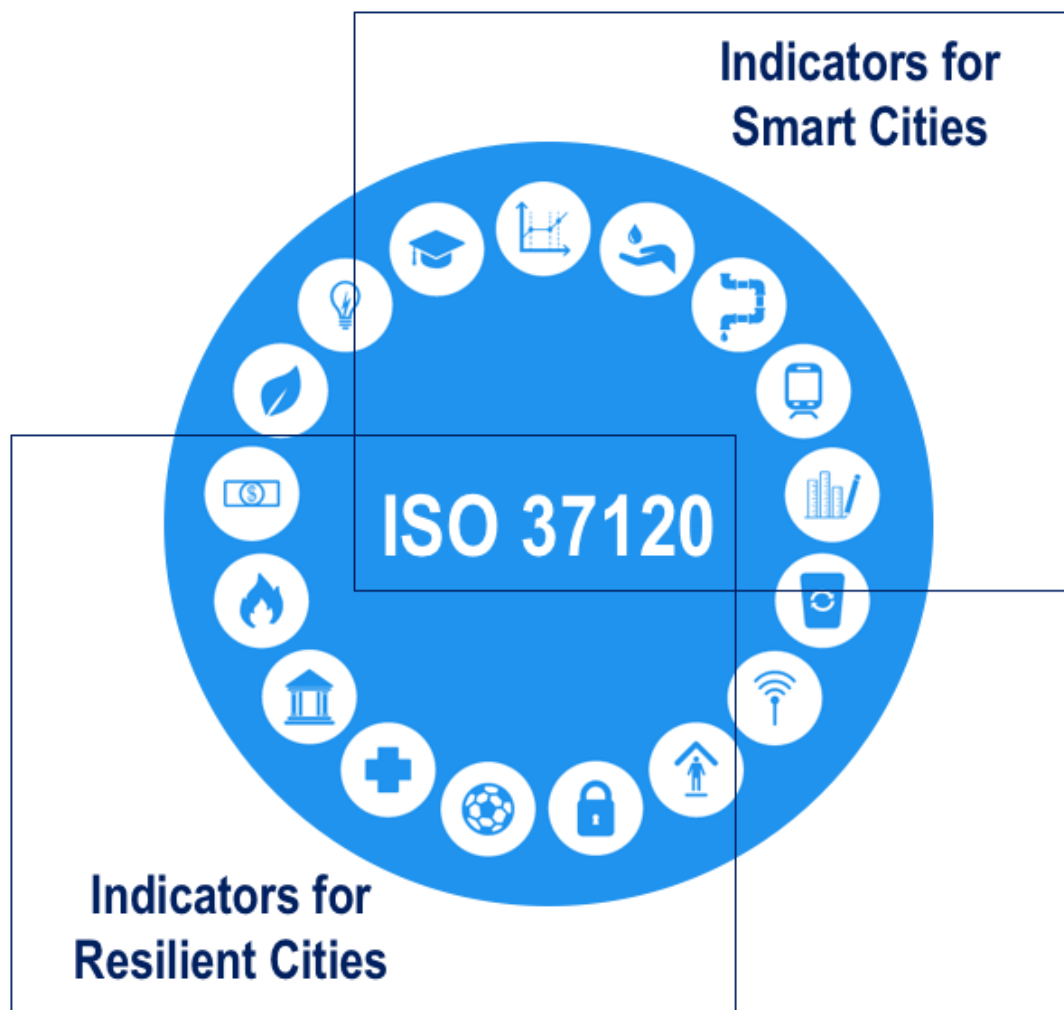 Indicators for
Smart Cities
ISO 37120
Indicators for
Resilient Cities